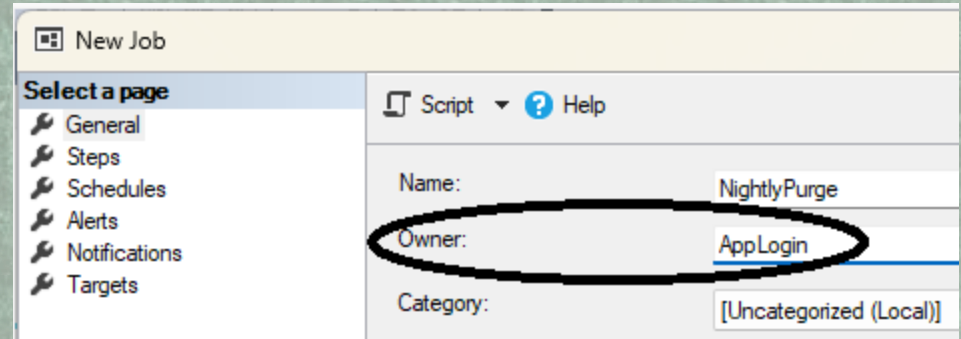 New Job
Select a page
General
Steps
Schedules
Alerts
Notifications
Targets
Script Help
Name: NightlyPurge
Owner: AppLogin
Category: [Uncategorized (Local)]